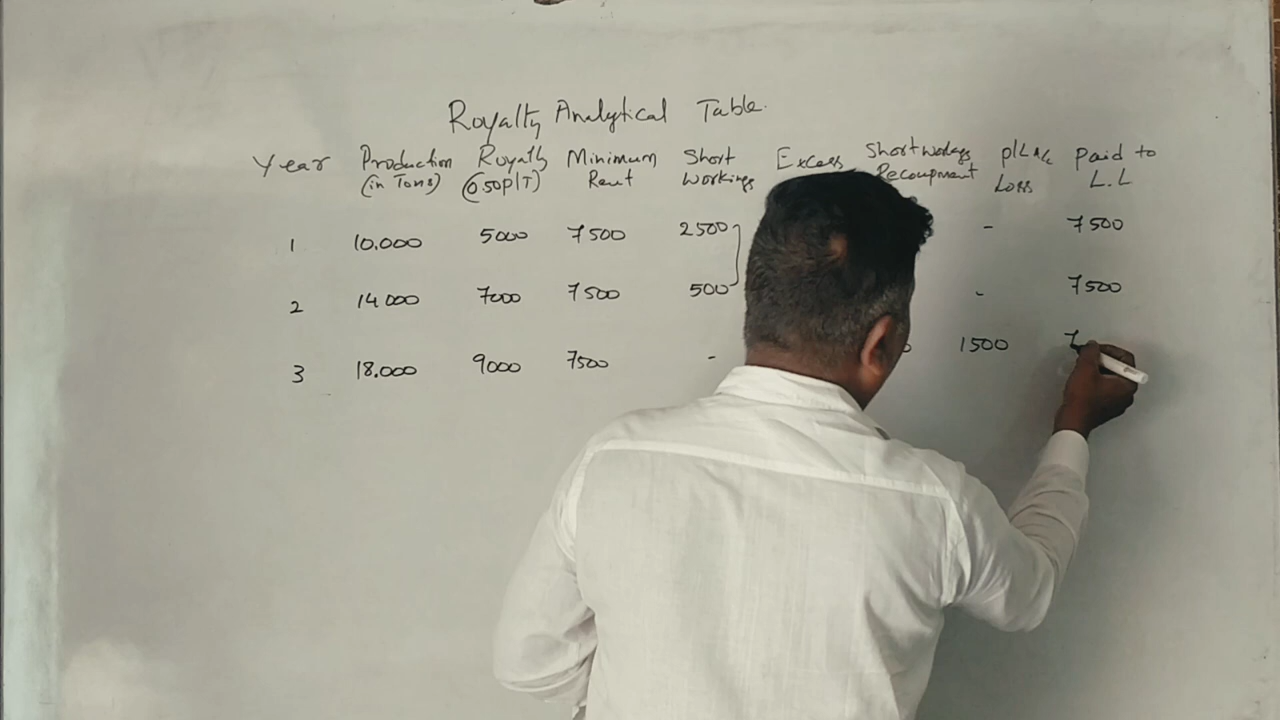 Royalty Analytical Table.
Year Production Royalty Minimum Short Excess Shortworkings P/L A/c Paid to
(in Tons) (@50P/T) Rent Workings Recoupment Loss L.L
1 10.000 5000 7500 2500 - 7500
2 14000 7000 7500 500 - 7500
3 18.000 9000 7500 - 1500 7